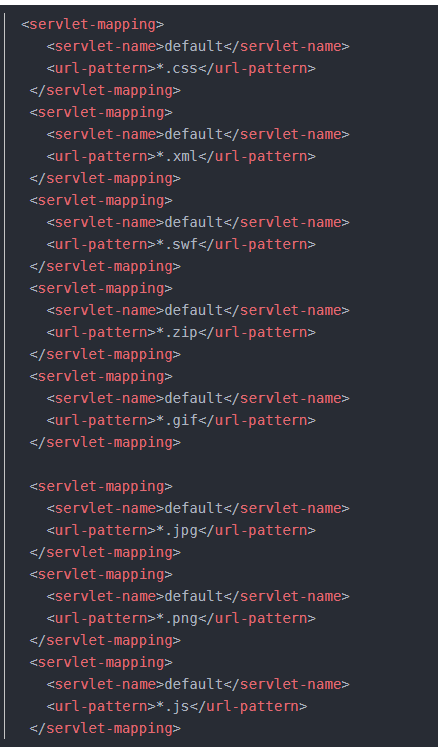 <servlet-mapping>
<servlet-name>default</servlet-name>
<url-pattern>*.css</url-pattern>
</servlet-mapping>
<servlet-mapping>
<servlet-name>default</servlet-name>
<url-pattern>*.xml</url-pattern>
</servlet-mapping>
<servlet-mapping>
<servlet-name>default</servlet-name>
<url-pattern>*.swf</url-pattern>
</servlet-mapping>
<servlet-mapping>
<servlet-name>default</servlet-name>
<url-pattern>*.zip</url-pattern>
</servlet-mapping>
<servlet-mapping>
<servlet-name>default</servlet-name>
<url-pattern>*.gif</url-pattern>
</servlet-mapping>
<servlet-mapping>
<servlet-name>default</servlet-name>
<url-pattern>*.jpg</url-pattern>
</servlet-mapping>
<servlet-mapping>
<servlet-name>default</servlet-name>
<url-pattern>*.png</url-pattern>
</servlet-mapping>
<servlet-mapping>
<servlet-name>default</servlet-name>
<url-pattern>*.js</url-pattern>
</servlet-mapping>